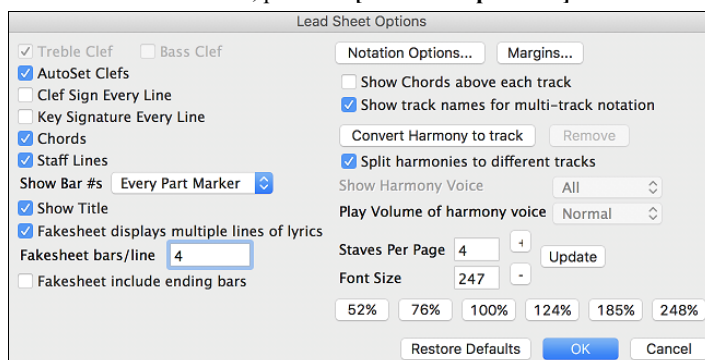 Lead Sheet Options
Treble Clef Bass Clef
AutoSet Clefs
Clef Sign Every Line
Key Signature Every Line
Chords
Staff Lines
Show Bar #s Every Part Marker
Show Title
Fakesheet displays multiple lines of lyrics
Fakesheet bars/line 4
Fakesheet include ending bars
Notation Options... Margins...
Show Chords above each track
Show track names for multi-track notation
Convert Harmony to track Remove
Split harmonies to different tracks
Show Harmony Voice All
Play Volume of harmony voice Normal
Staves Per Page 4 + Update
Font Size 247 -
52% 76% 100% 124% 185% 248%
Restore Defaults OK Cancel